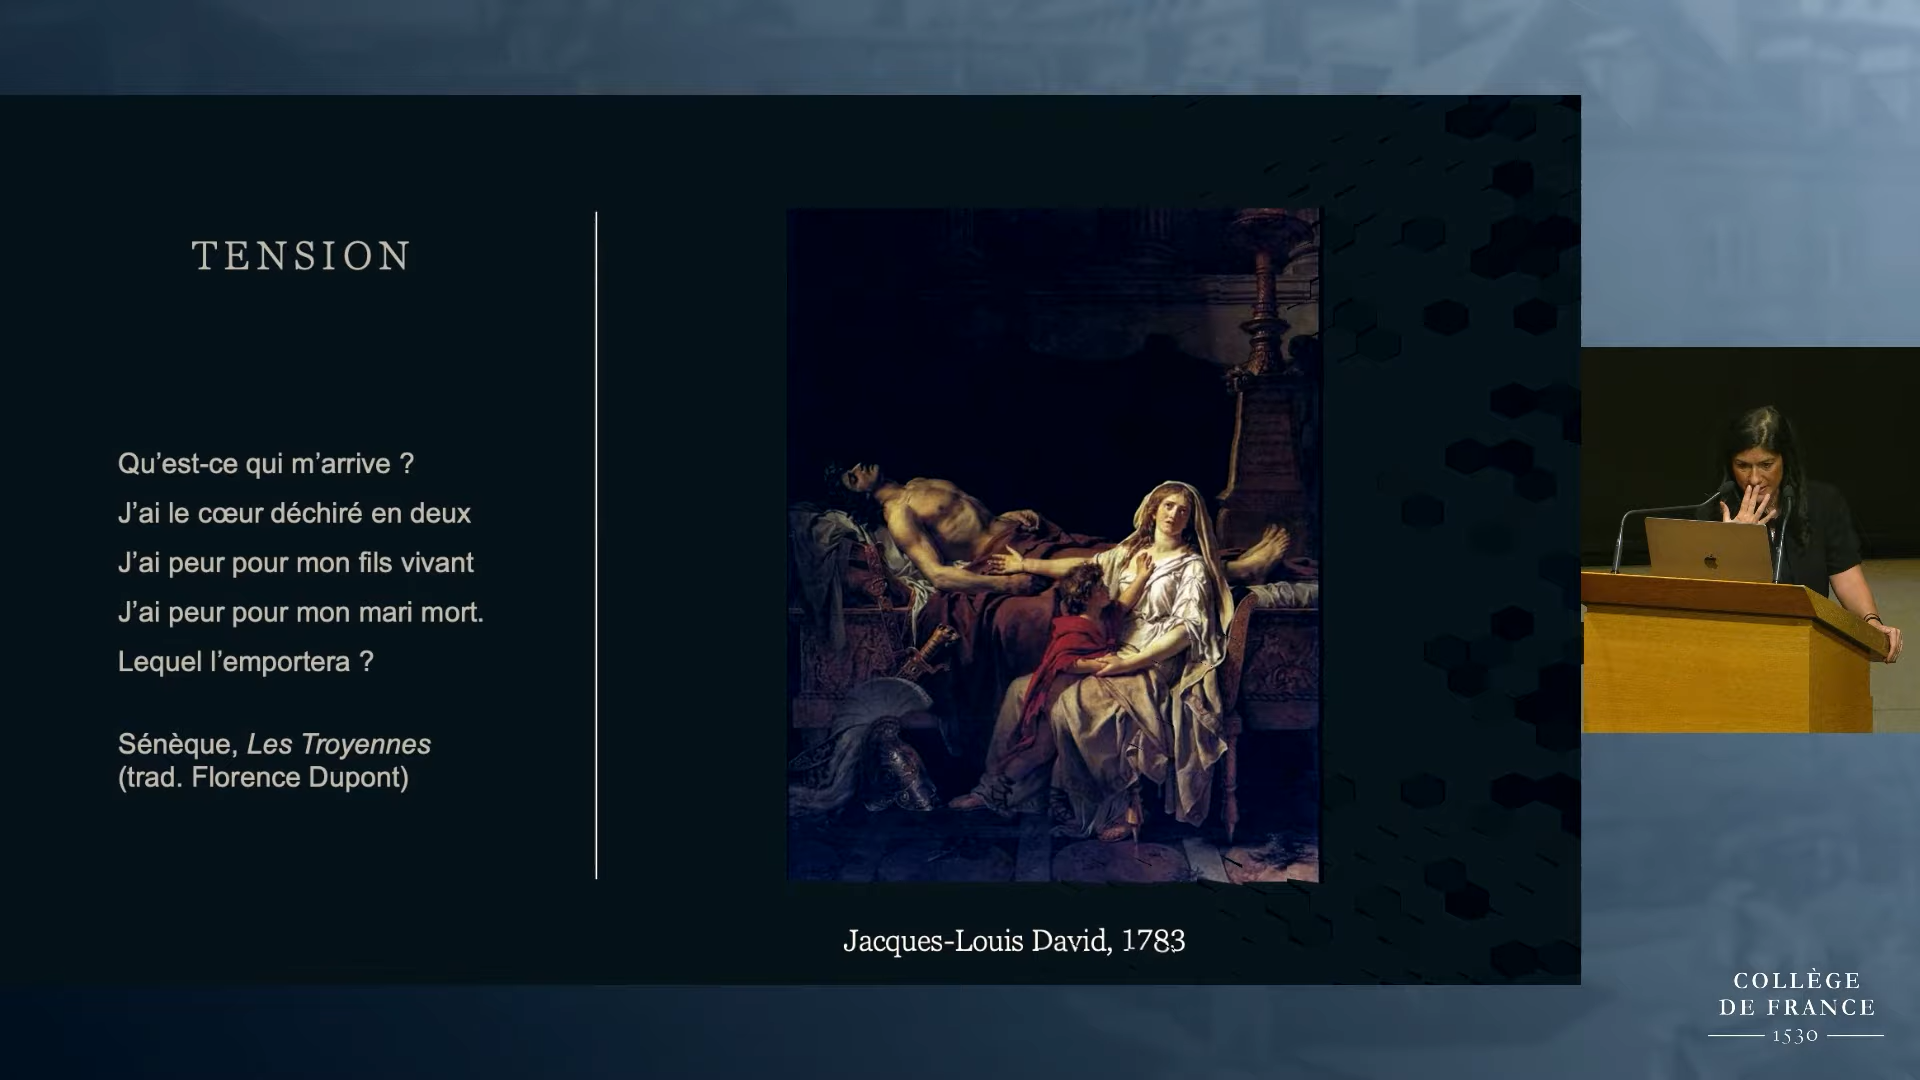 TENSION
Qu’est-ce qui m’arrive ?
J’ai le cœur déchiré en deux
J’ai peur pour mon fils vivant
J’ai peur pour mon mari mort.
Lequel l’emportera ?
Sénèque, Les Troyennes
(trad. Florence Dupont)
Jacques-Louis David, 1783
COLLÈGE
DE FRANCE
1530